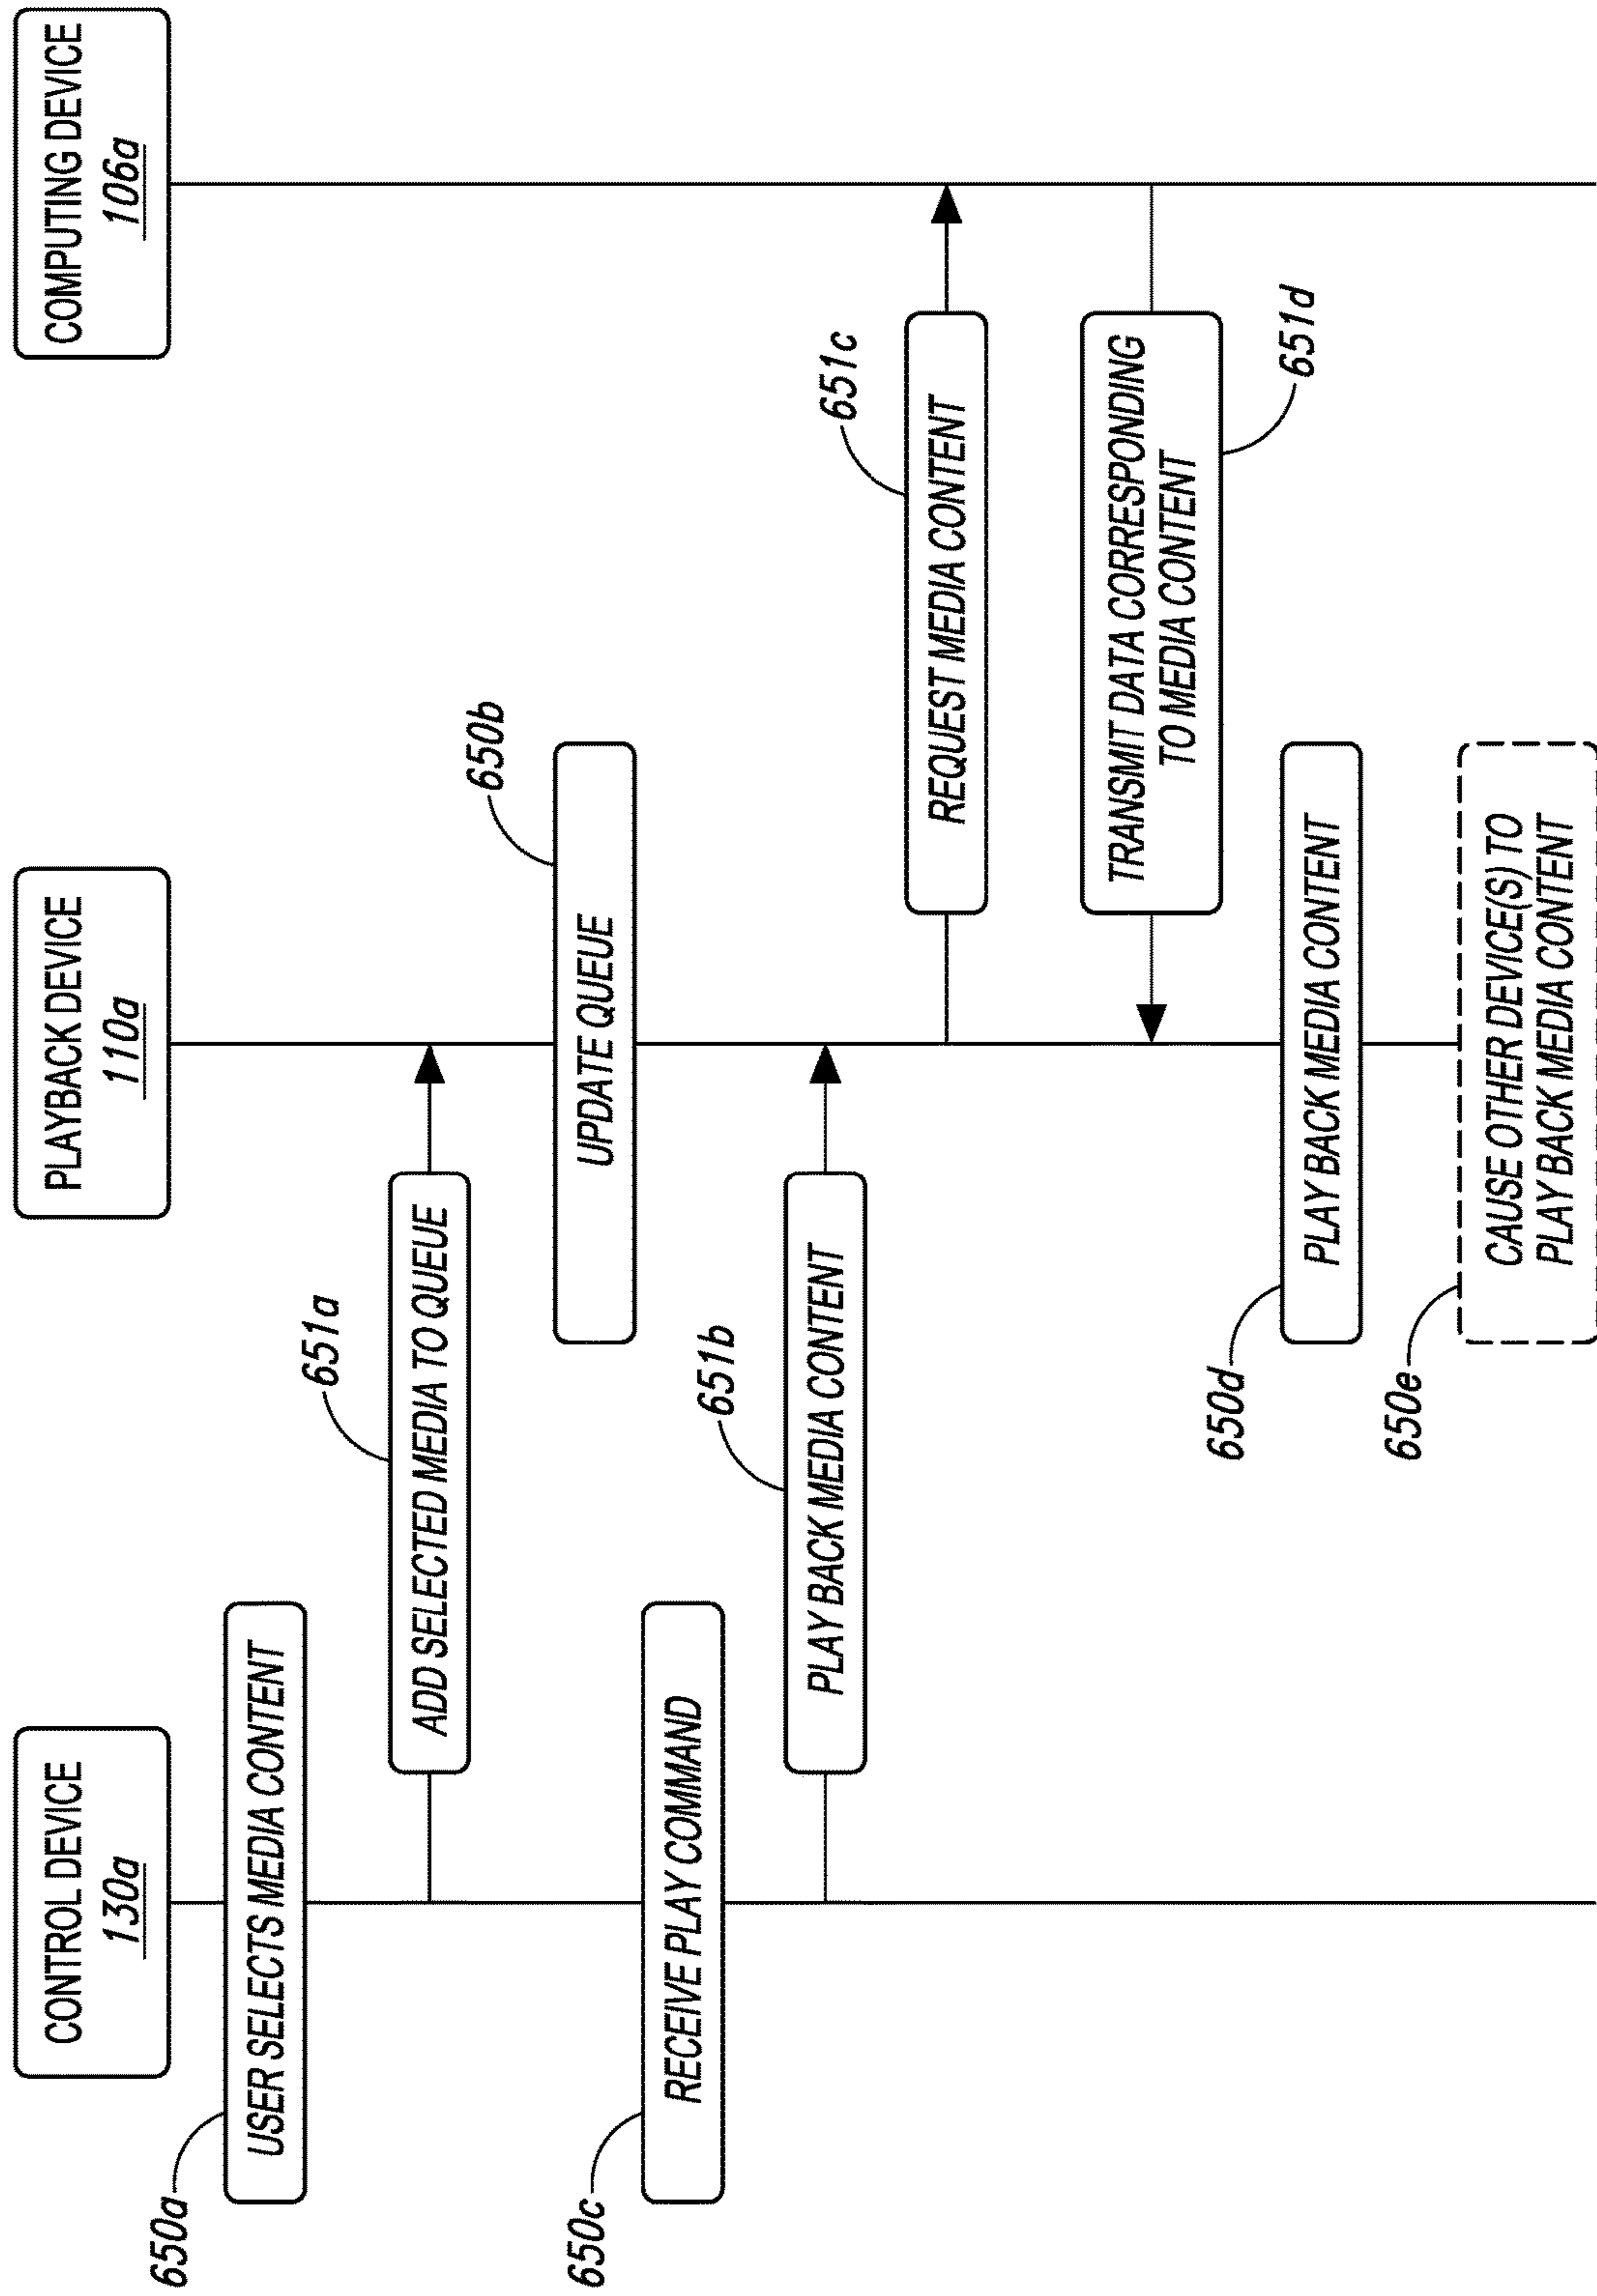 CONTROL DEVICE
130a
PLAYBACK DEVICE
110a
COMPUTING DEVICE
106a
650a
USER SELECTS MEDIA CONTENT
651a
ADD SELECTED MEDIA TO QUEUE
650b
UPDATE QUEUE
650c
RECEIVE PLAY COMMAND
651b
PLAY BACK MEDIA CONTENT
651c
REQUEST MEDIA CONTENT
TRANSMIT DATA CORRESPONDING
TO MEDIA CONTENT
651d
650d
PLAY BACK MEDIA CONTENT
650e
CAUSE OTHER DEVICE(S) TO
PLAY BACK MEDIA CONTENT